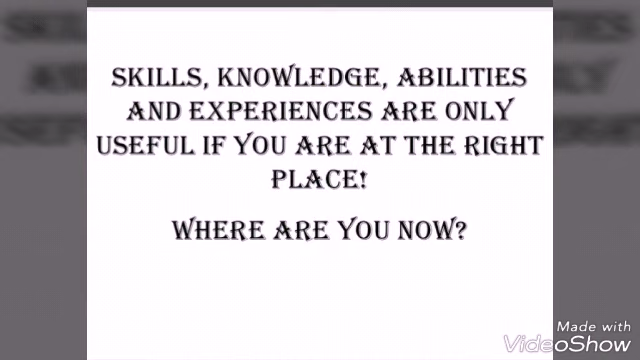 SKILLS, KNOWLEDGE, ABILITIES
AND EXPERIENCES ARE ONLY
USEFUL IF YOU ARE AT THE RIGHT
PLACE!
WHERE ARE YOU NOW?
Made with
VideoShow